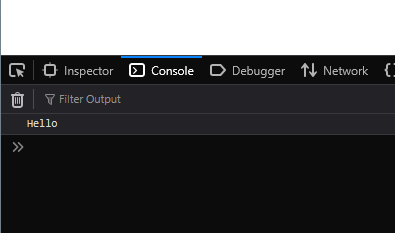 Inspector Console Debugger Network
Filter Output
Hello